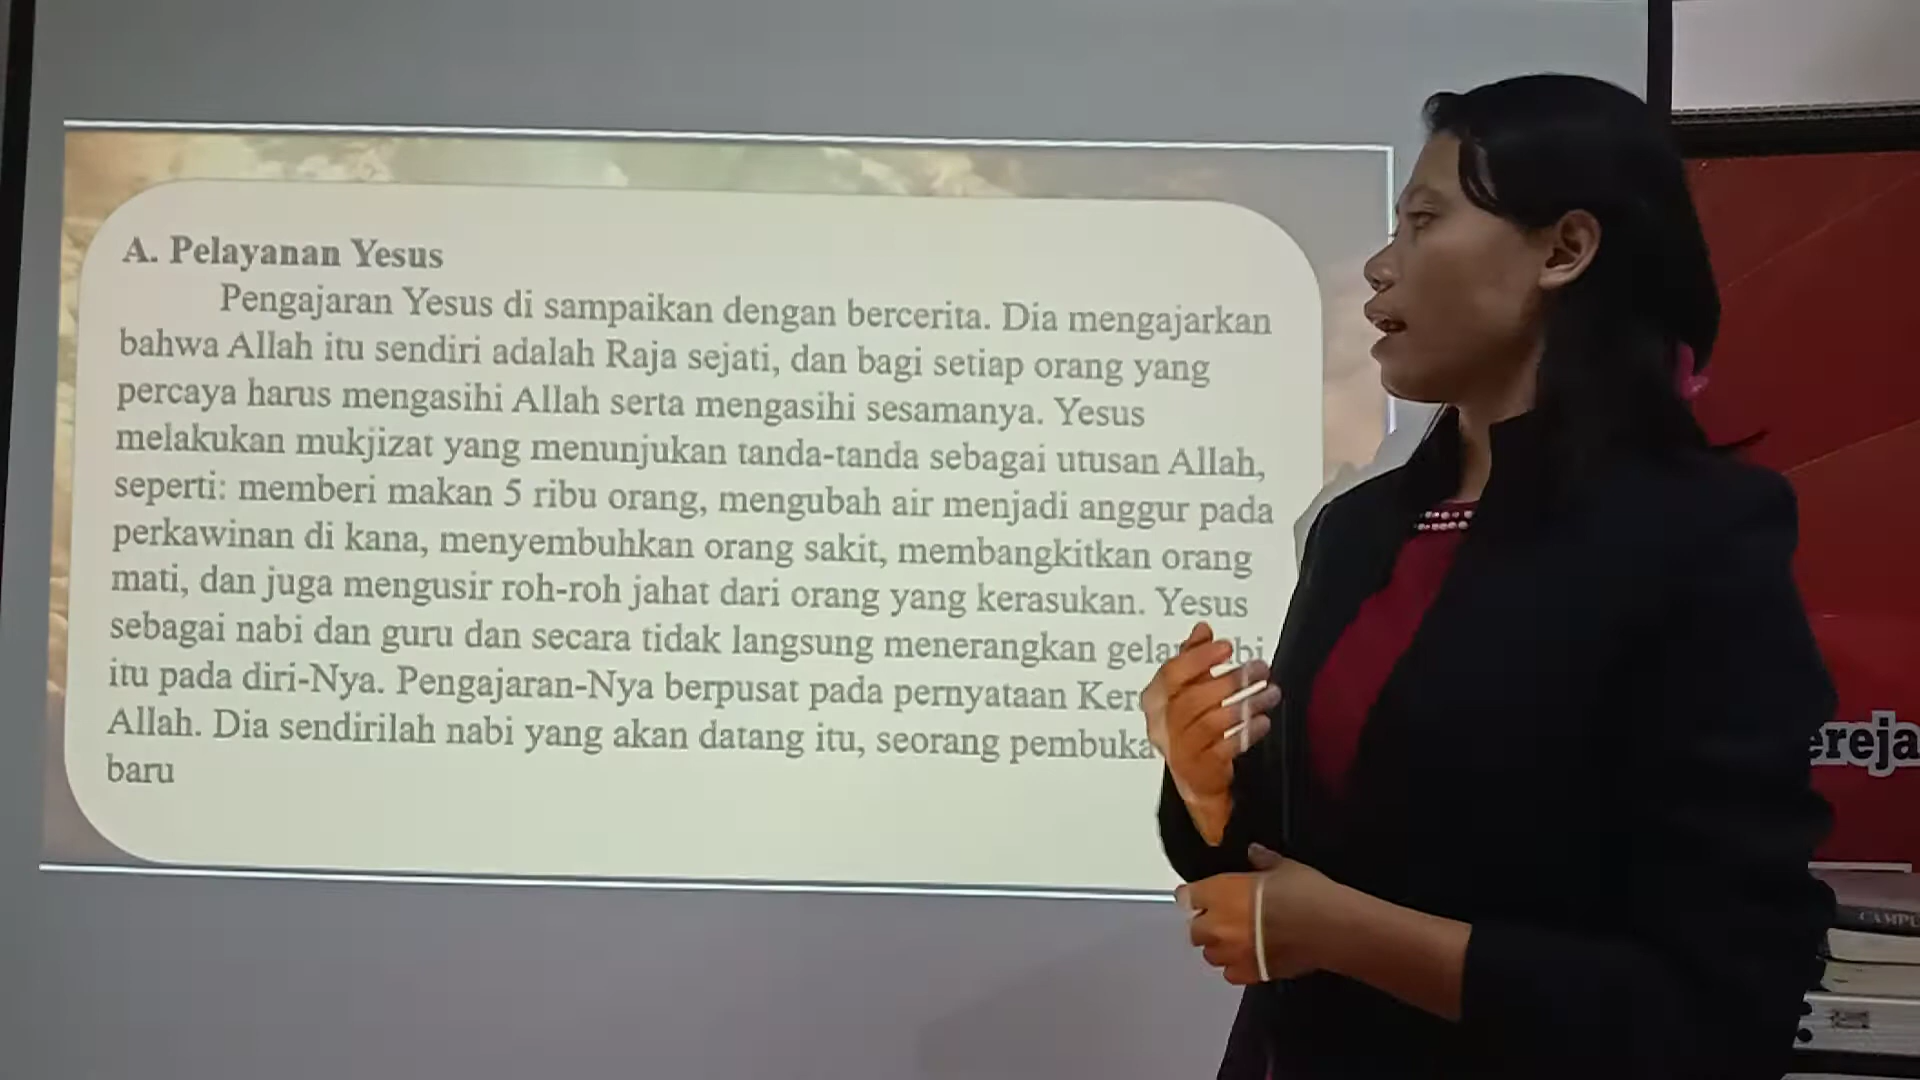 A. Pelayanan Yesus
Pengajaran Yesus di sampaikan dengan bercerita. Dia mengajarkan
bahwa Allah itu sendiri adalah Raja sejati, dan bagi setiap orang yang
percaya harus mengasihi Allah serta mengasihi sesamanya. Yesus
melakukan mukjizat yang menunjukan tanda-tanda sebagai utusan Allah,
seperti: memberi makan 5 ribu orang, mengubah air menjadi anggur pada
perkawinan di kana, menyembuhkan orang sakit, membangkitkan orang
mati, dan juga mengusir roh-roh jahat dari orang yang kerasukan. Yesus
sebagai nabi dan guru dan secara tidak langsung menerangkan
itu pada diri-Nya. Pengajaran-Nya berpusat pada pernyataan
Allah. Dia sendirilah nabi yang akan datang itu, seorang pembuka
baru